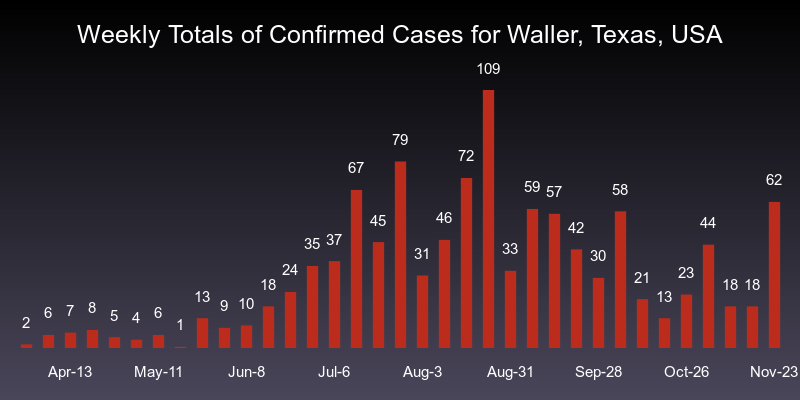 Weekly Totals of Confirmed Cases for Waller, Texas, USA
2 6 7 8 5 4 6 1 13 9 10 18 24 35 37 67 45 79 31 46 72 109 33 59 57 42 30 58 21 13 23 44 18 18 62
Apr-13 May-11 Jun-8 Jul-6 Aug-3 Aug-31 Sep-28 Oct-26 Nov-23